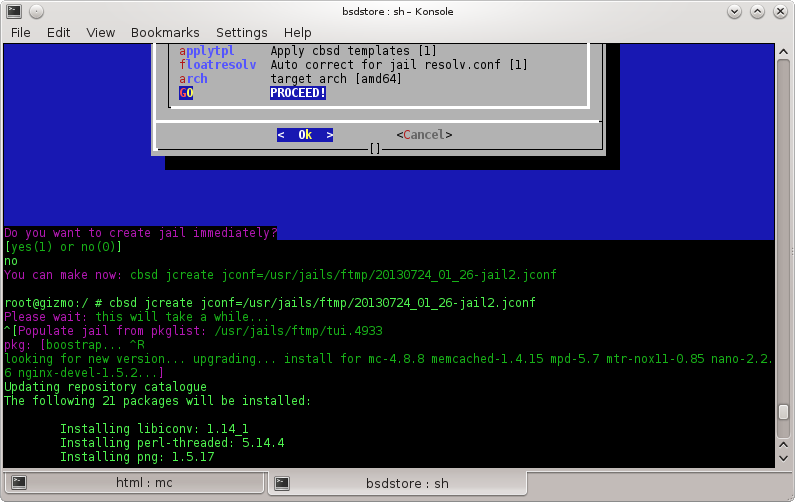 bsdstore : sh – Konsole
File Edit View Bookmarks Settings Help
applytpl Apply cbsd templates [1]
floatresolv Auto correct for jail resolv.conf [1]
arch target arch [amd64]
GO PROCEED!
< Ok > <Cancel>
[]
Do you want to create jail immediately?
[yes(1) or no(0)]
no
You can make now: cbsd jcreate jconf=/usr/jails/ftmp/20130724_01_26-jail2.jconf
root@gizmo:/ # cbsd jcreate jconf=/usr/jails/ftmp/20130724_01_26-jail2.jconf
Please wait: this will take a while...
^[Populate jail from pkglist: /usr/jails/ftmp/tui.4933
pkg: [boostrap... ^R
looking for new version... upgrading... install for mc-4.8.8 memcached-1.4.15 mpd-5.7 mtr-nox11-0.85 nano-2.2.
6 nginx-devel-1.5.2...]
Updating repository catalogue
The following 21 packages will be installed:
Installing libiconv: 1.14_1
Installing perl-threaded: 5.14.4
Installing png: 1.5.17
html : mc
bsdstore : sh